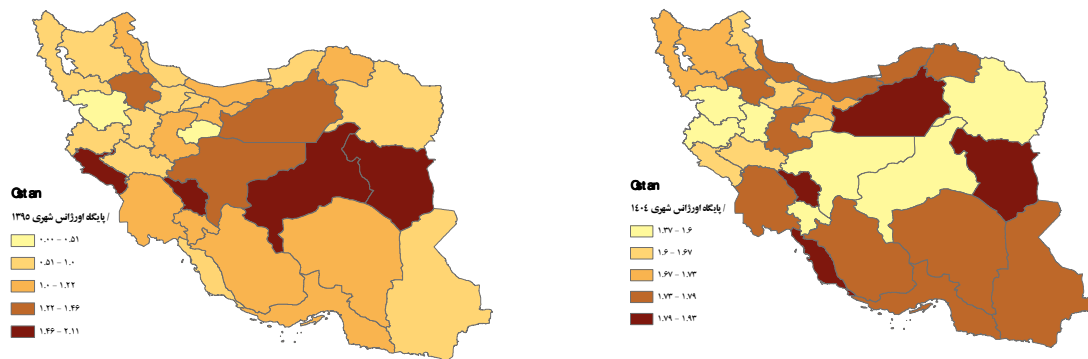 Ostan
/ پایگاه اورژانس شهری ۱۳۹۵
۰.۰۰ - ۰.۵۱
۰.۵۱ - ۱.۰
۱.۰ - ۱.۲۲
۱.۲۲ - ۱.۴۶
۱.۴۶ - ۲.۱۱
Ostan
/ پایگاه اورژانس شهری ۱۴۰۴
۱.۳۷ - ۱.۶
۱.۶ - ۱.۶۷
۱.۶۷ - ۱.۷۳
۱.۷۳ - ۱.۷۹
۱.۷۹ - ۱.۹۳